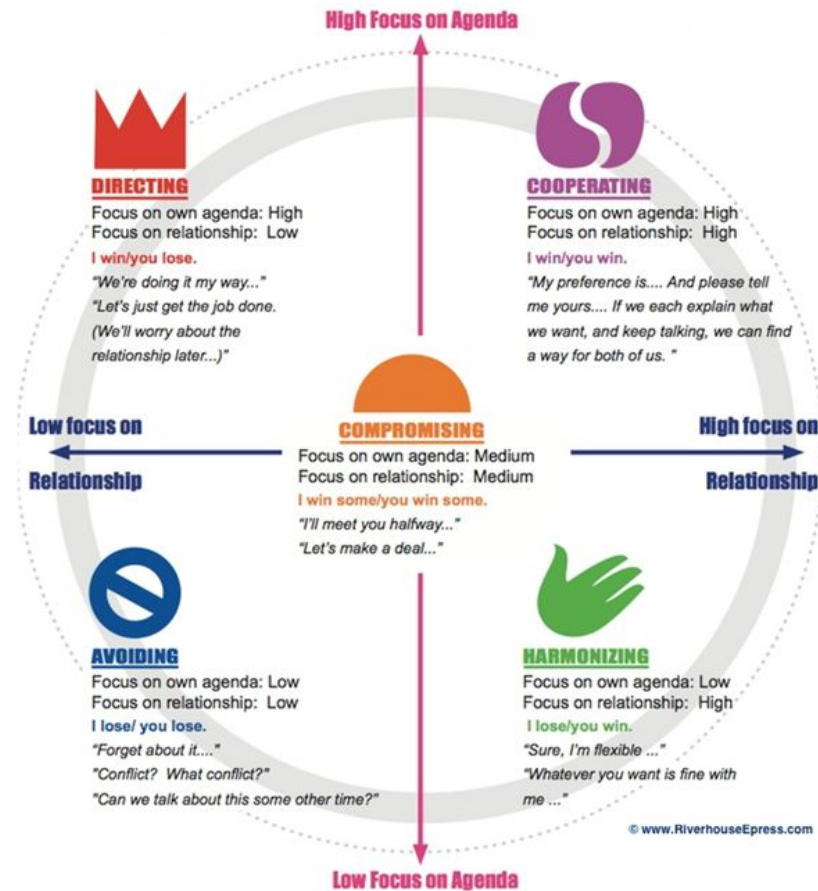 High Focus on Agenda
DIRECTING
Focus on own agenda: High
Focus on relationship: Low
I win/you lose.
“We’re doing it my way...”
“Let’s just get the job done.
(We’ll worry about the
relationship later...)”
COOPERATING
Focus on own agenda: High
Focus on relationship: High
I win/you win.
“My preference is.... And please tell
me yours.... If we each explain what
we want, and keep talking, we can find
a way for both of us. ”
Low focus on
Relationship
COMPROMISING
Focus on own agenda: Medium
Focus on relationship: Medium
I win some/you win some.
“I’ll meet you halfway...”
“Let’s make a deal...”
High focus on
Relationship
AVOIDING
Focus on own agenda: Low
Focus on relationship: Low
I lose/ you lose.
“Forget about it....”
“Conflict? What conflict?”
“Can we talk about this some other time?”
HARMONIZING
Focus on own agenda: Low
Focus on relationship: High
I lose/you win.
“Sure, I’m flexible ...”
“Whatever you want is fine with
me ...”
© www.RiverhouseEpress.com
Low Focus on Agenda